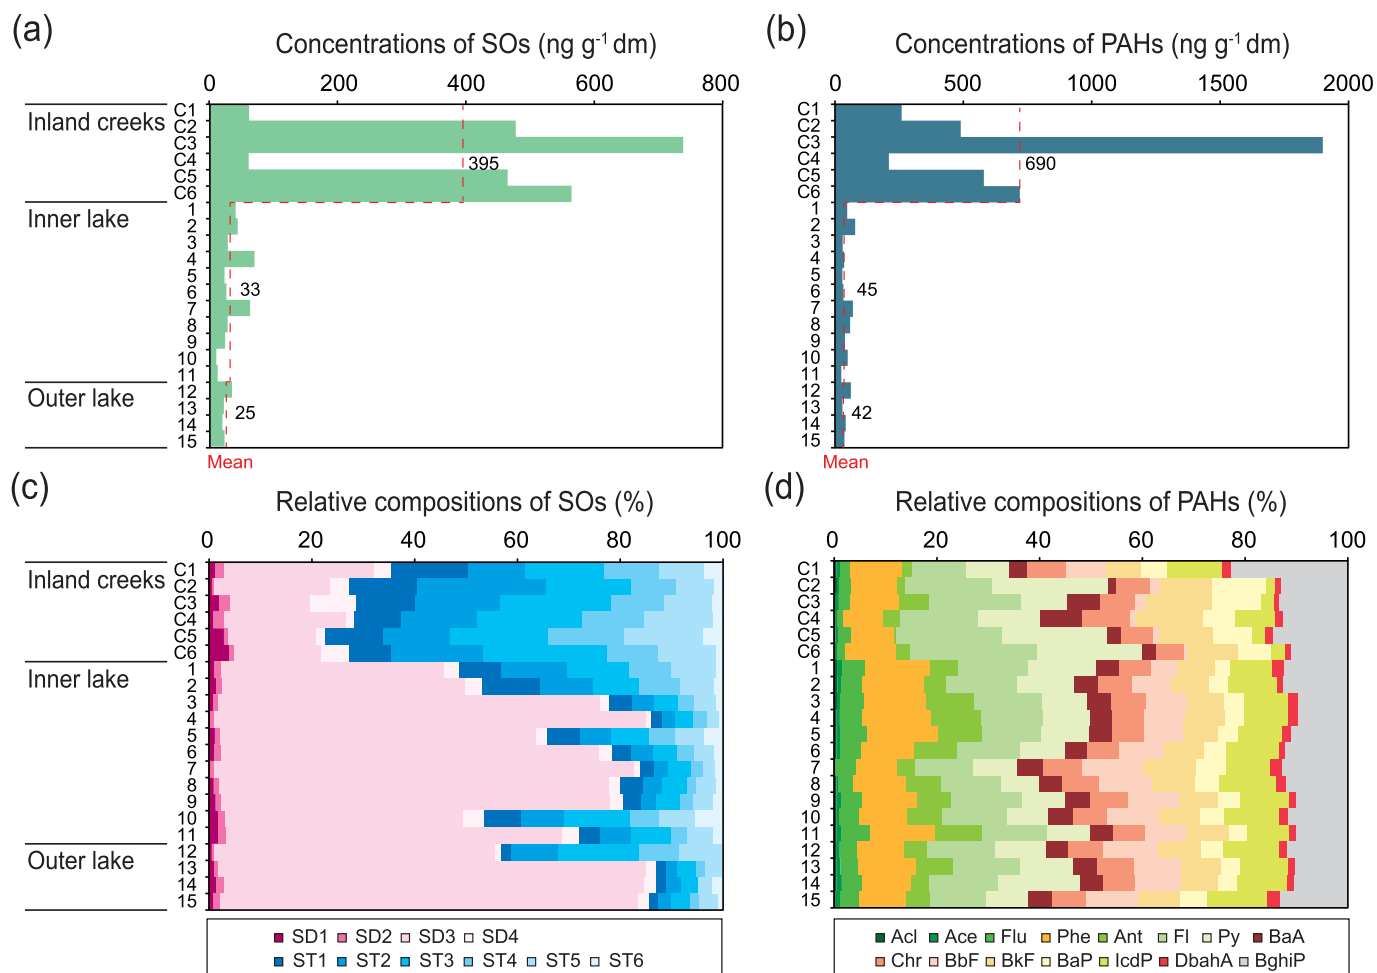 (a)
Concentrations of SOs (ng g-1 dm)
0 200 400 600 800
Inland creeks
C1
C2
C3
C4
C5
C6
395
Inner lake
1
2
3
4
5
6
7
8
9
10
11
33
Outer lake
12
13
14
15
25
Mean
(b)
Concentrations of PAHs (ng g-1 dm)
0 500 1000 1500 2000
C1
C2
C3
C4
C5
C6
690
1
2
3
4
5
6
7
8
9
10
11
45
12
13
14
15
42
Mean
(c)
Relative compositions of SOs (%)
0 20 40 60 80 100
Inland creeks
C1
C2
C3
C4
C5
C6
Inner lake
1
2
3
4
5
6
7
8
9
10
11
Outer lake
12
13
14
15
SD1 SD2 SD3 SD4
ST1 ST2 ST3 ST4 ST5 ST6
(d)
Relative compositions of PAHs (%)
0 20 40 60 80 100
C1
C2
C3
C4
C5
C6
1
2
3
4
5
6
7
8
9
10
11
12
13
14
15
Acl Ace Flu Phe Ant Fl Py BaA
Chr BbF BkF BaP IcdP DbahA BghiP